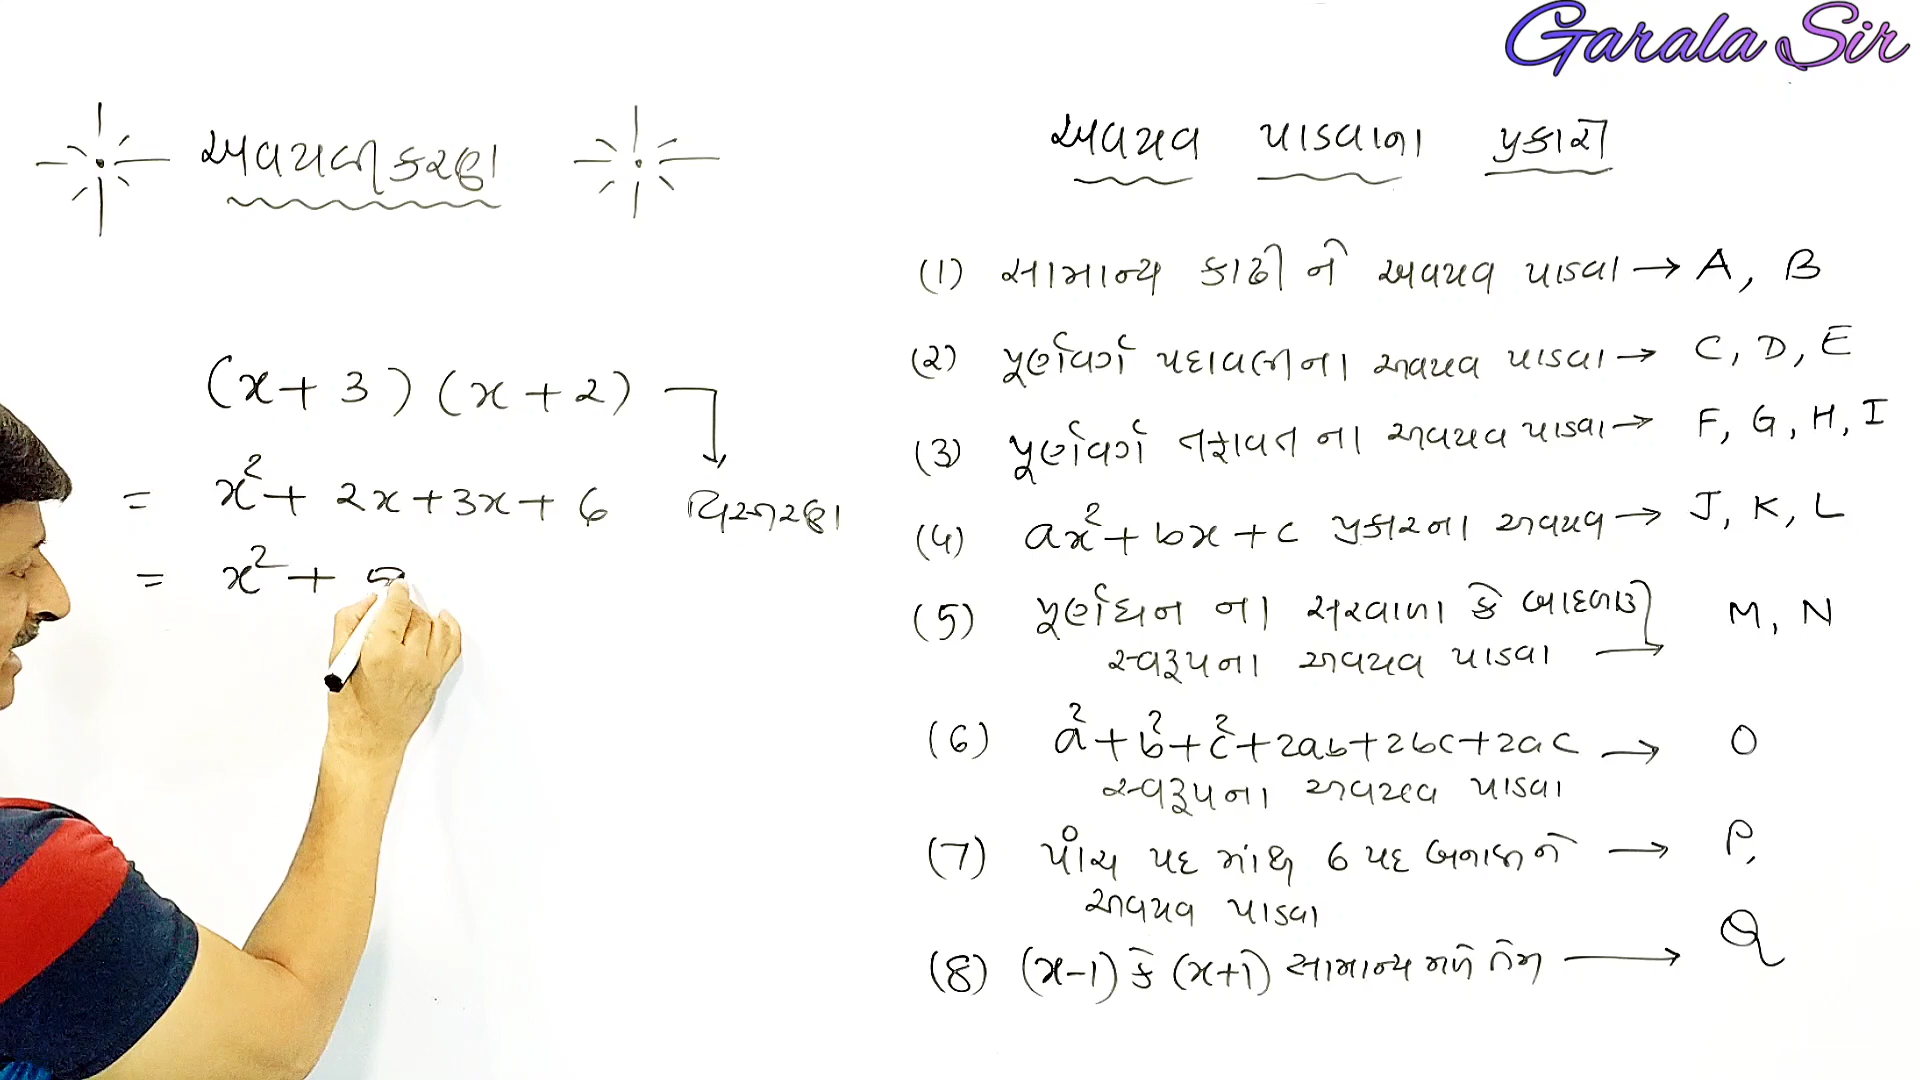 Garala Sir
અવયવીકરણ
(x + 3) (x + 2)
= x² + 2x + 3x + 6 વિસ્તરણ
= x² + 5
અવયવ પાડવાના પ્રકારો
(1) સામાન્ય કાઢી ને અવયવ પાડવા → A, B
(2) પૂર્ણવર્ગ પદાવલીના અવયવ પાડવા → C, D, E
(3) પૂર્ણવર્ગ તફાવત ના અવયવ પાડવા → F, G, H, I
(4) ax² + bx + c પ્રકારના અવયવ → J, K, L
(5) પૂર્ણઘન ના સરવાળા કે બાદબાકી
સ્વરૂપના અવયવ પાડવા → M, N
(6) a² + b² + c² + 2ab + 2bc + 2ac → O
સ્વરૂપના અવયવ પાડવા
(7) પાંચ પદ માંથી 6 પદ બનાવીને → P,
અવયવ પાડવા
(8) (x-1) કે (x+1) સામાન્ય મળે તેમ → Q